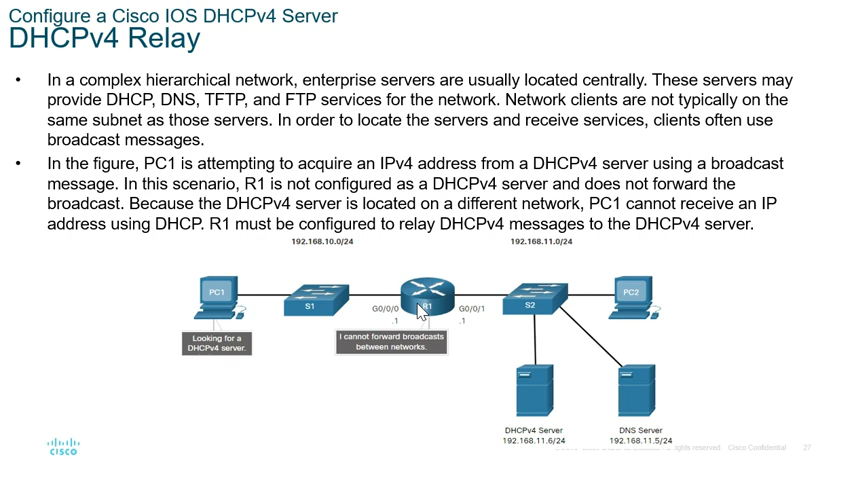 Configure a Cisco IOS DHCPv4 Server
DHCPv4 Relay
• In a complex hierarchical network, enterprise servers are usually located centrally. These servers may
provide DHCP, DNS, TFTP, and FTP services for the network. Network clients are not typically on the
same subnet as those servers. In order to locate the servers and receive services, clients often use
broadcast messages.
• In the figure, PC1 is attempting to acquire an IPv4 address from a DHCPv4 server using a broadcast
message. In this scenario, R1 is not configured as a DHCPv4 server and does not forward the
broadcast. Because the DHCPv4 server is located on a different network, PC1 cannot receive an IP
address using DHCP. R1 must be configured to relay DHCPv4 messages to the DHCPv4 server.
192.168.10.0/24
192.168.11.0/24
PC1
S1
G0/0/0
.1
R1
G0/0/1
.1
S2
PC2
Looking for a
DHCPv4 server.
I cannot forward broadcasts
between networks.
DHCPv4 Server
192.168.11.6/24
DNS Server
192.168.11.5/24
CISCO
rights reserved. Cisco Confidential
27